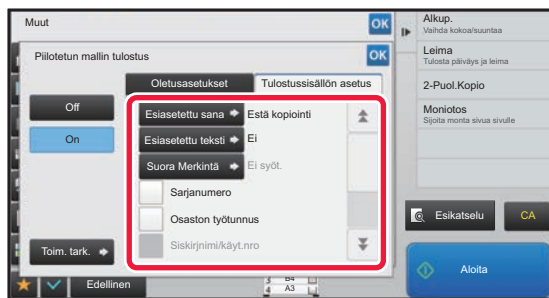 Muut
OK
Piilotetun mallin tulostus
OK
Oletusasetukset
Tulostussisällön asetus
Off
On
Esiasetettu sana
Estä kopiointi
Esiasetettu teksti
Ei
Suora Merkintä
Ei syöt.
Sarjanumero
Osaston työtunnus
Siskirjnimi/käyt.nro
Toim. tark.
Edellinen
B4
A3
Alkup.
Vaihda kokoa/suuntaa
Leima
Tulosta päiväys ja leima
2-Puol.Kopio
Moniotos
Sijoita monta sivua sivulle
Esikatselu
CA
Aloita